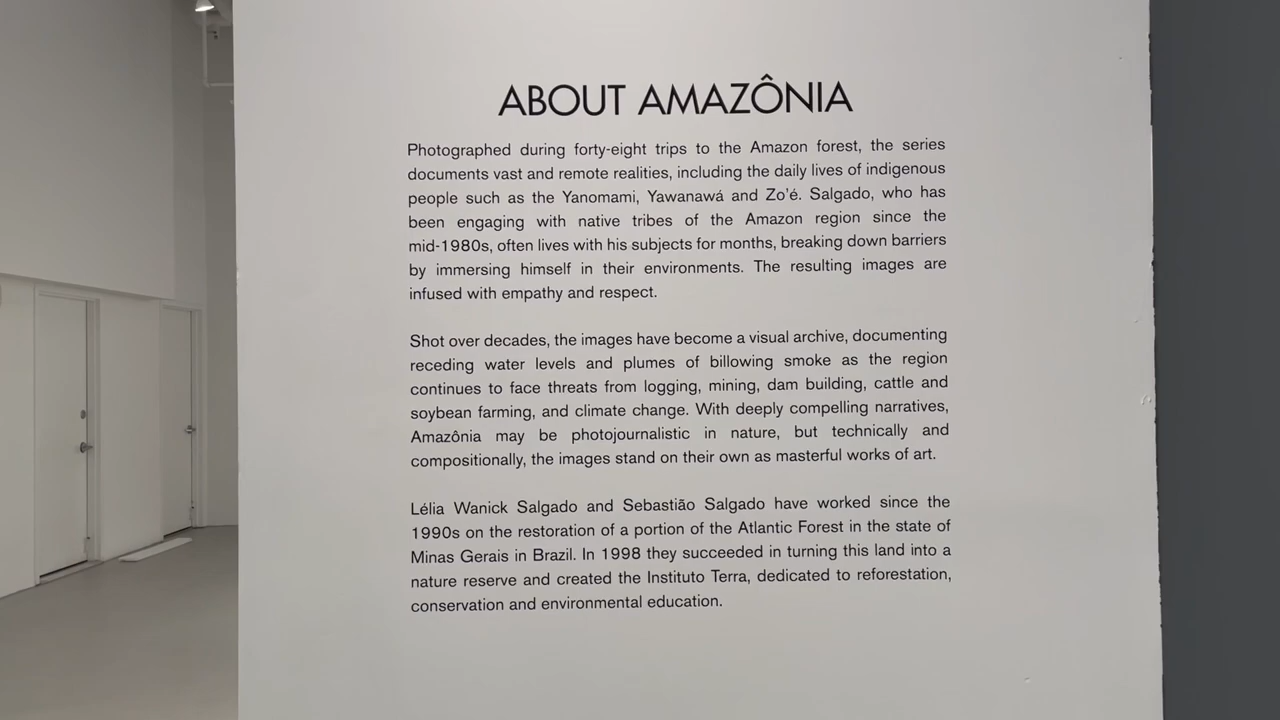 ABOUT AMAZÔNIA
Photographed during forty-eight trips to the Amazon forest, the series
documents vast and remote realities, including the daily lives of indigenous
people such as the Yanomami, Yawanawá and Zo'é. Salgado, who has
been engaging with native tribes of the Amazon region since the
mid-1980s, often lives with his subjects for months, breaking down barriers
by immersing himself in their environments. The resulting images are
infused with empathy and respect.
Shot over decades, the images have become a visual archive, documenting
receding water levels and plumes of billowing smoke as the region
continues to face threats from logging, mining, dam building, cattle and
soybean farming, and climate change. With deeply compelling narratives,
Amazônia may be photojournalistic in nature, but technically and
compositionally, the images stand on their own as masterful works of art.
Lélia Wanick Salgado and Sebastião Salgado have worked since the
1990s on the restoration of a portion of the Atlantic Forest in the state of
Minas Gerais in Brazil. In 1998 they succeeded in turning this land into a
nature reserve and created the Instituto Terra, dedicated to reforestation,
conservation and environmental education.